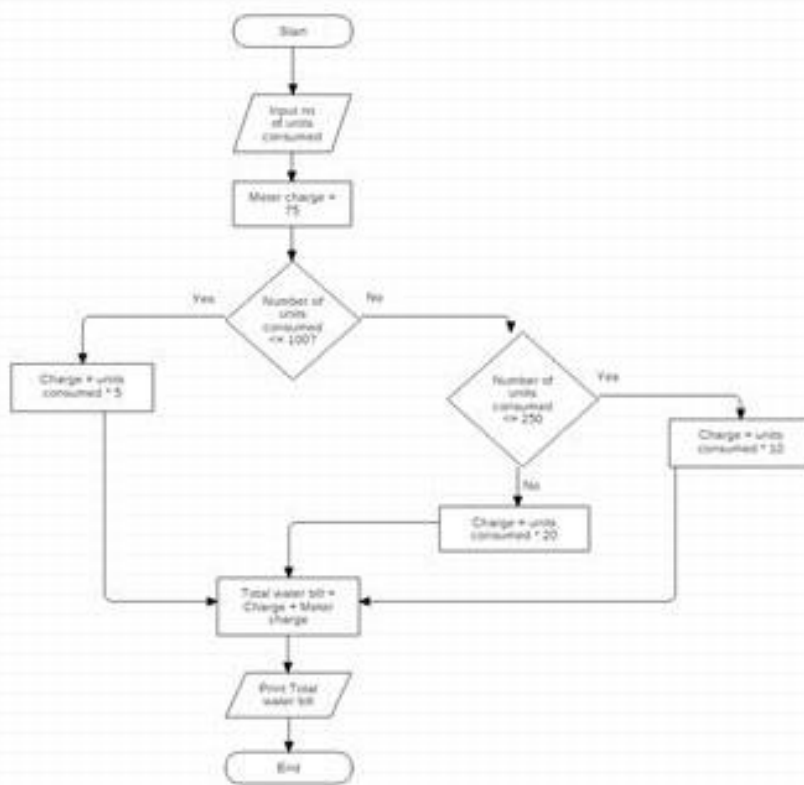 Start
Input no
of units
consumed
Meter charge =
75
Number of
units
consumed
<= 100?
Yes
No
Charge = units
consumed * 5
Number of
units
consumed
<= 250
Yes
Charge = units
consumed * 10
No
Charge = units
consumed * 20
Total water bill =
Charge + Meter
charge
Print Total
water bill
End